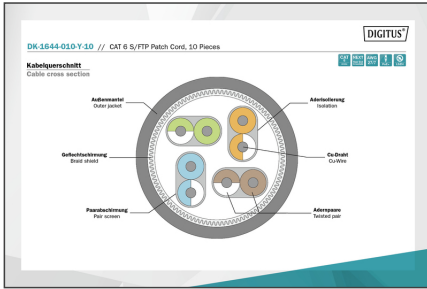 DIGITUS®
DK-1644-010-Y-10 // CAT 6 S/FTP Patch Cord, 10 Pieces
Kabelquerschnitt
Cable cross section
Außenmantel
Outer jacket
Aderisolierung
Isolation
Geflechtschirmung
Braid shield
Cu-Draht
Cu-Wire
Paarabschirmung
Pair screen
Aderspaare
Twisted pair